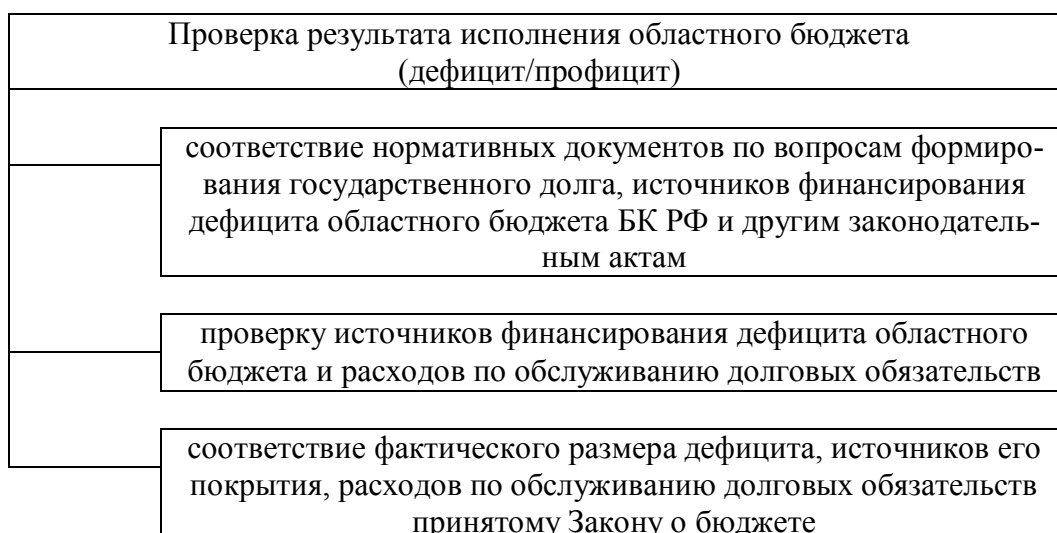 Проверка результата исполнения областного бюджета
(дефицит/профицит)
соответствие нормативных документов по вопросам формиро-
вания государственного долга, источников финансирования
дефицита областного бюджета БК РФ и другим законодатель-
ным актам
проверку источников финансирования дефицита областного
бюджета и расходов по обслуживанию долговых обязательств
соответствие фактического размера дефицита, источников его
покрытия, расходов по обслуживанию долговых обязательств
принятому Закону о бюджете